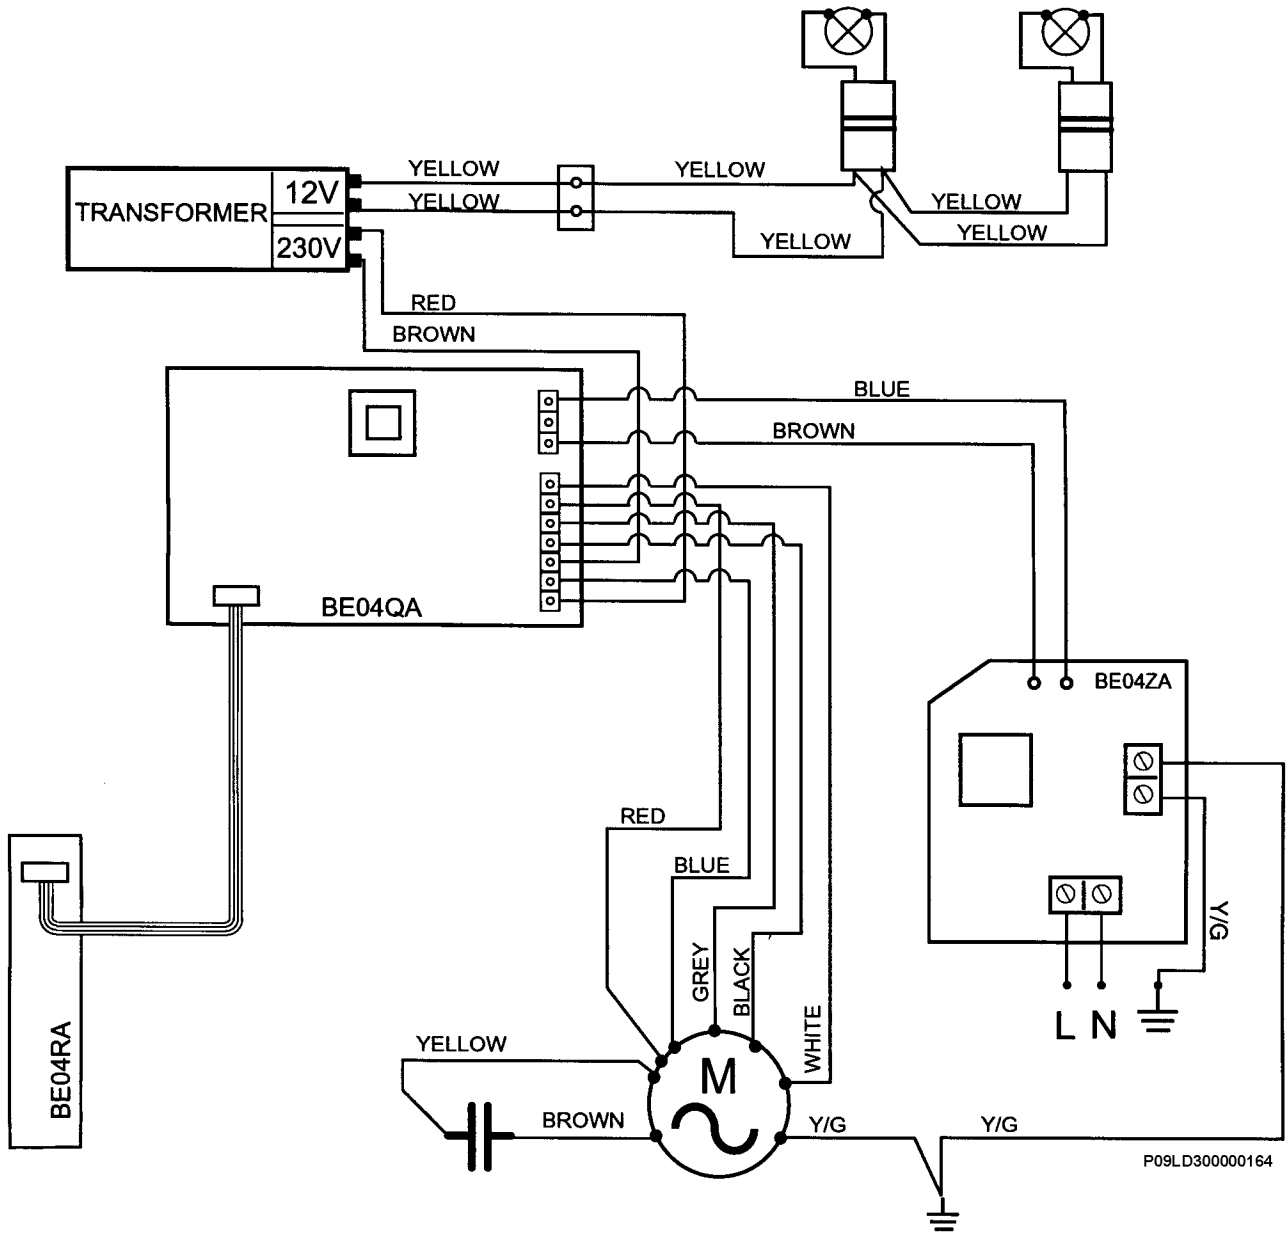 YELLOW
YELLOW
YELLOW
YELLOW
YELLOW
YELLOW
TRANSFORMER
12V
230V
RED
BROWN
BLUE
BROWN
BE04QA
BE04ZA
RED
BLUE
GREY
BLACK
WHITE
Y/G
L N
BE04RA
YELLOW
M
BROWN
Y/G
Y/G
P09LD300000164